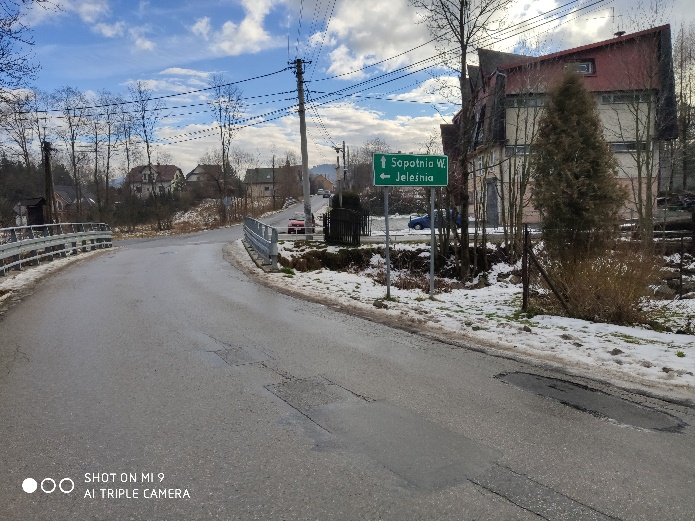 ↑ Sopotnia W.
← Jeleśnia
SHOT ON MI 9
AI TRIPLE CAMERA